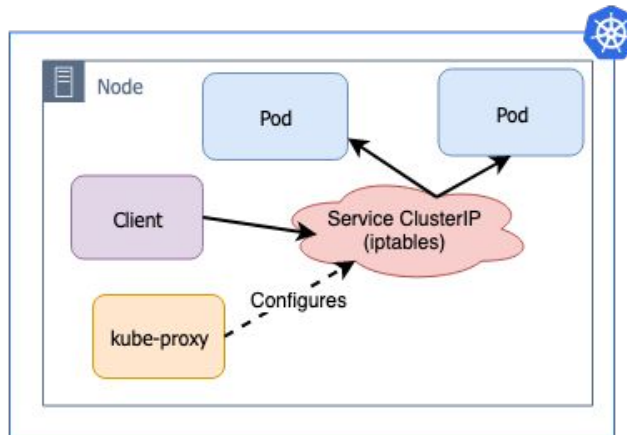 Node
Pod
Pod
Client
Service ClusterIP
(iptables)
Configures
kube-proxy